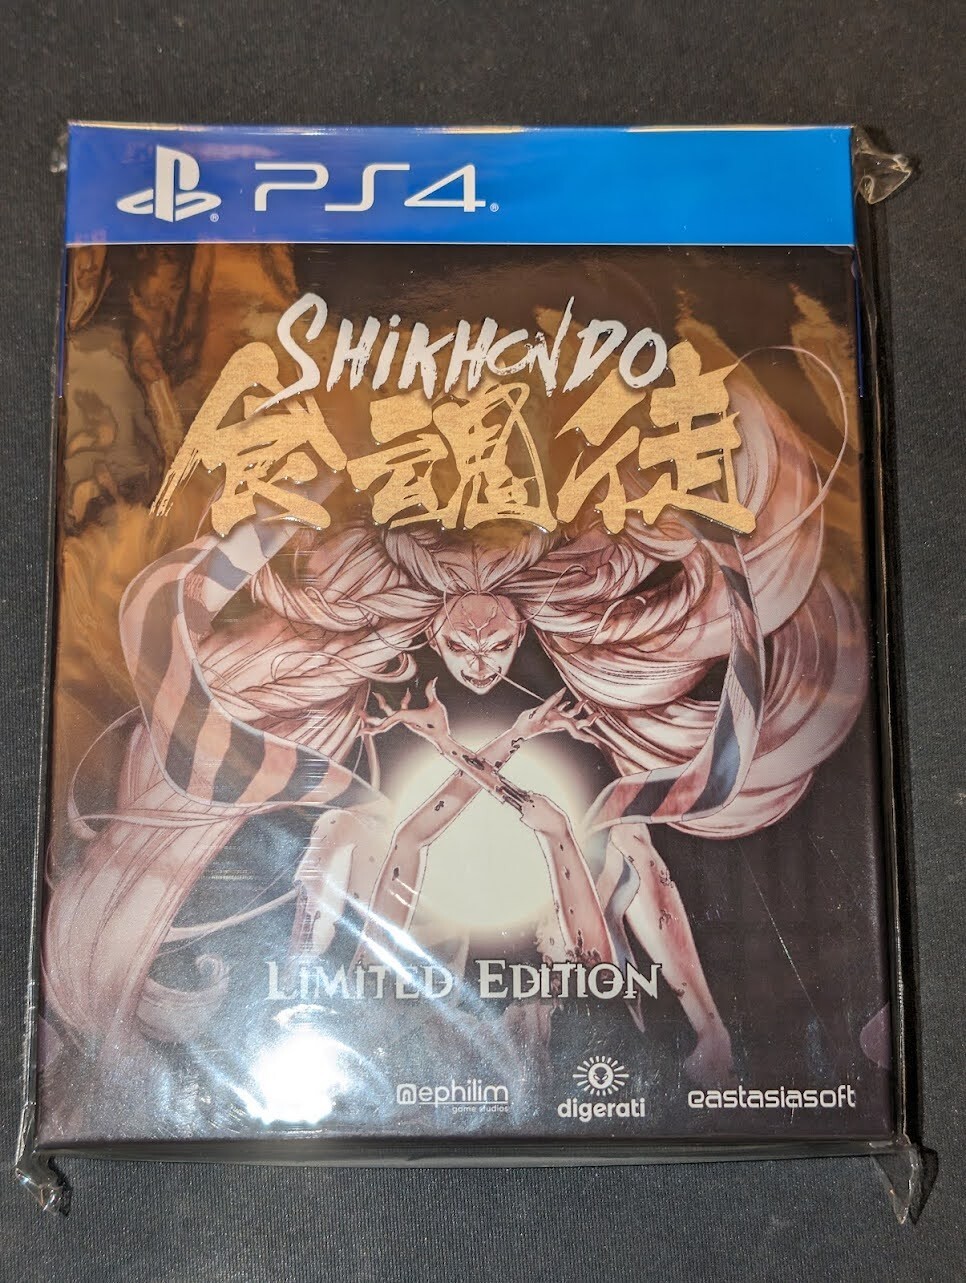 PS4
SHIKHONDO
食魂徒
LIMITED EDITION
nephilim
game studios
digerati
eastasiasoft